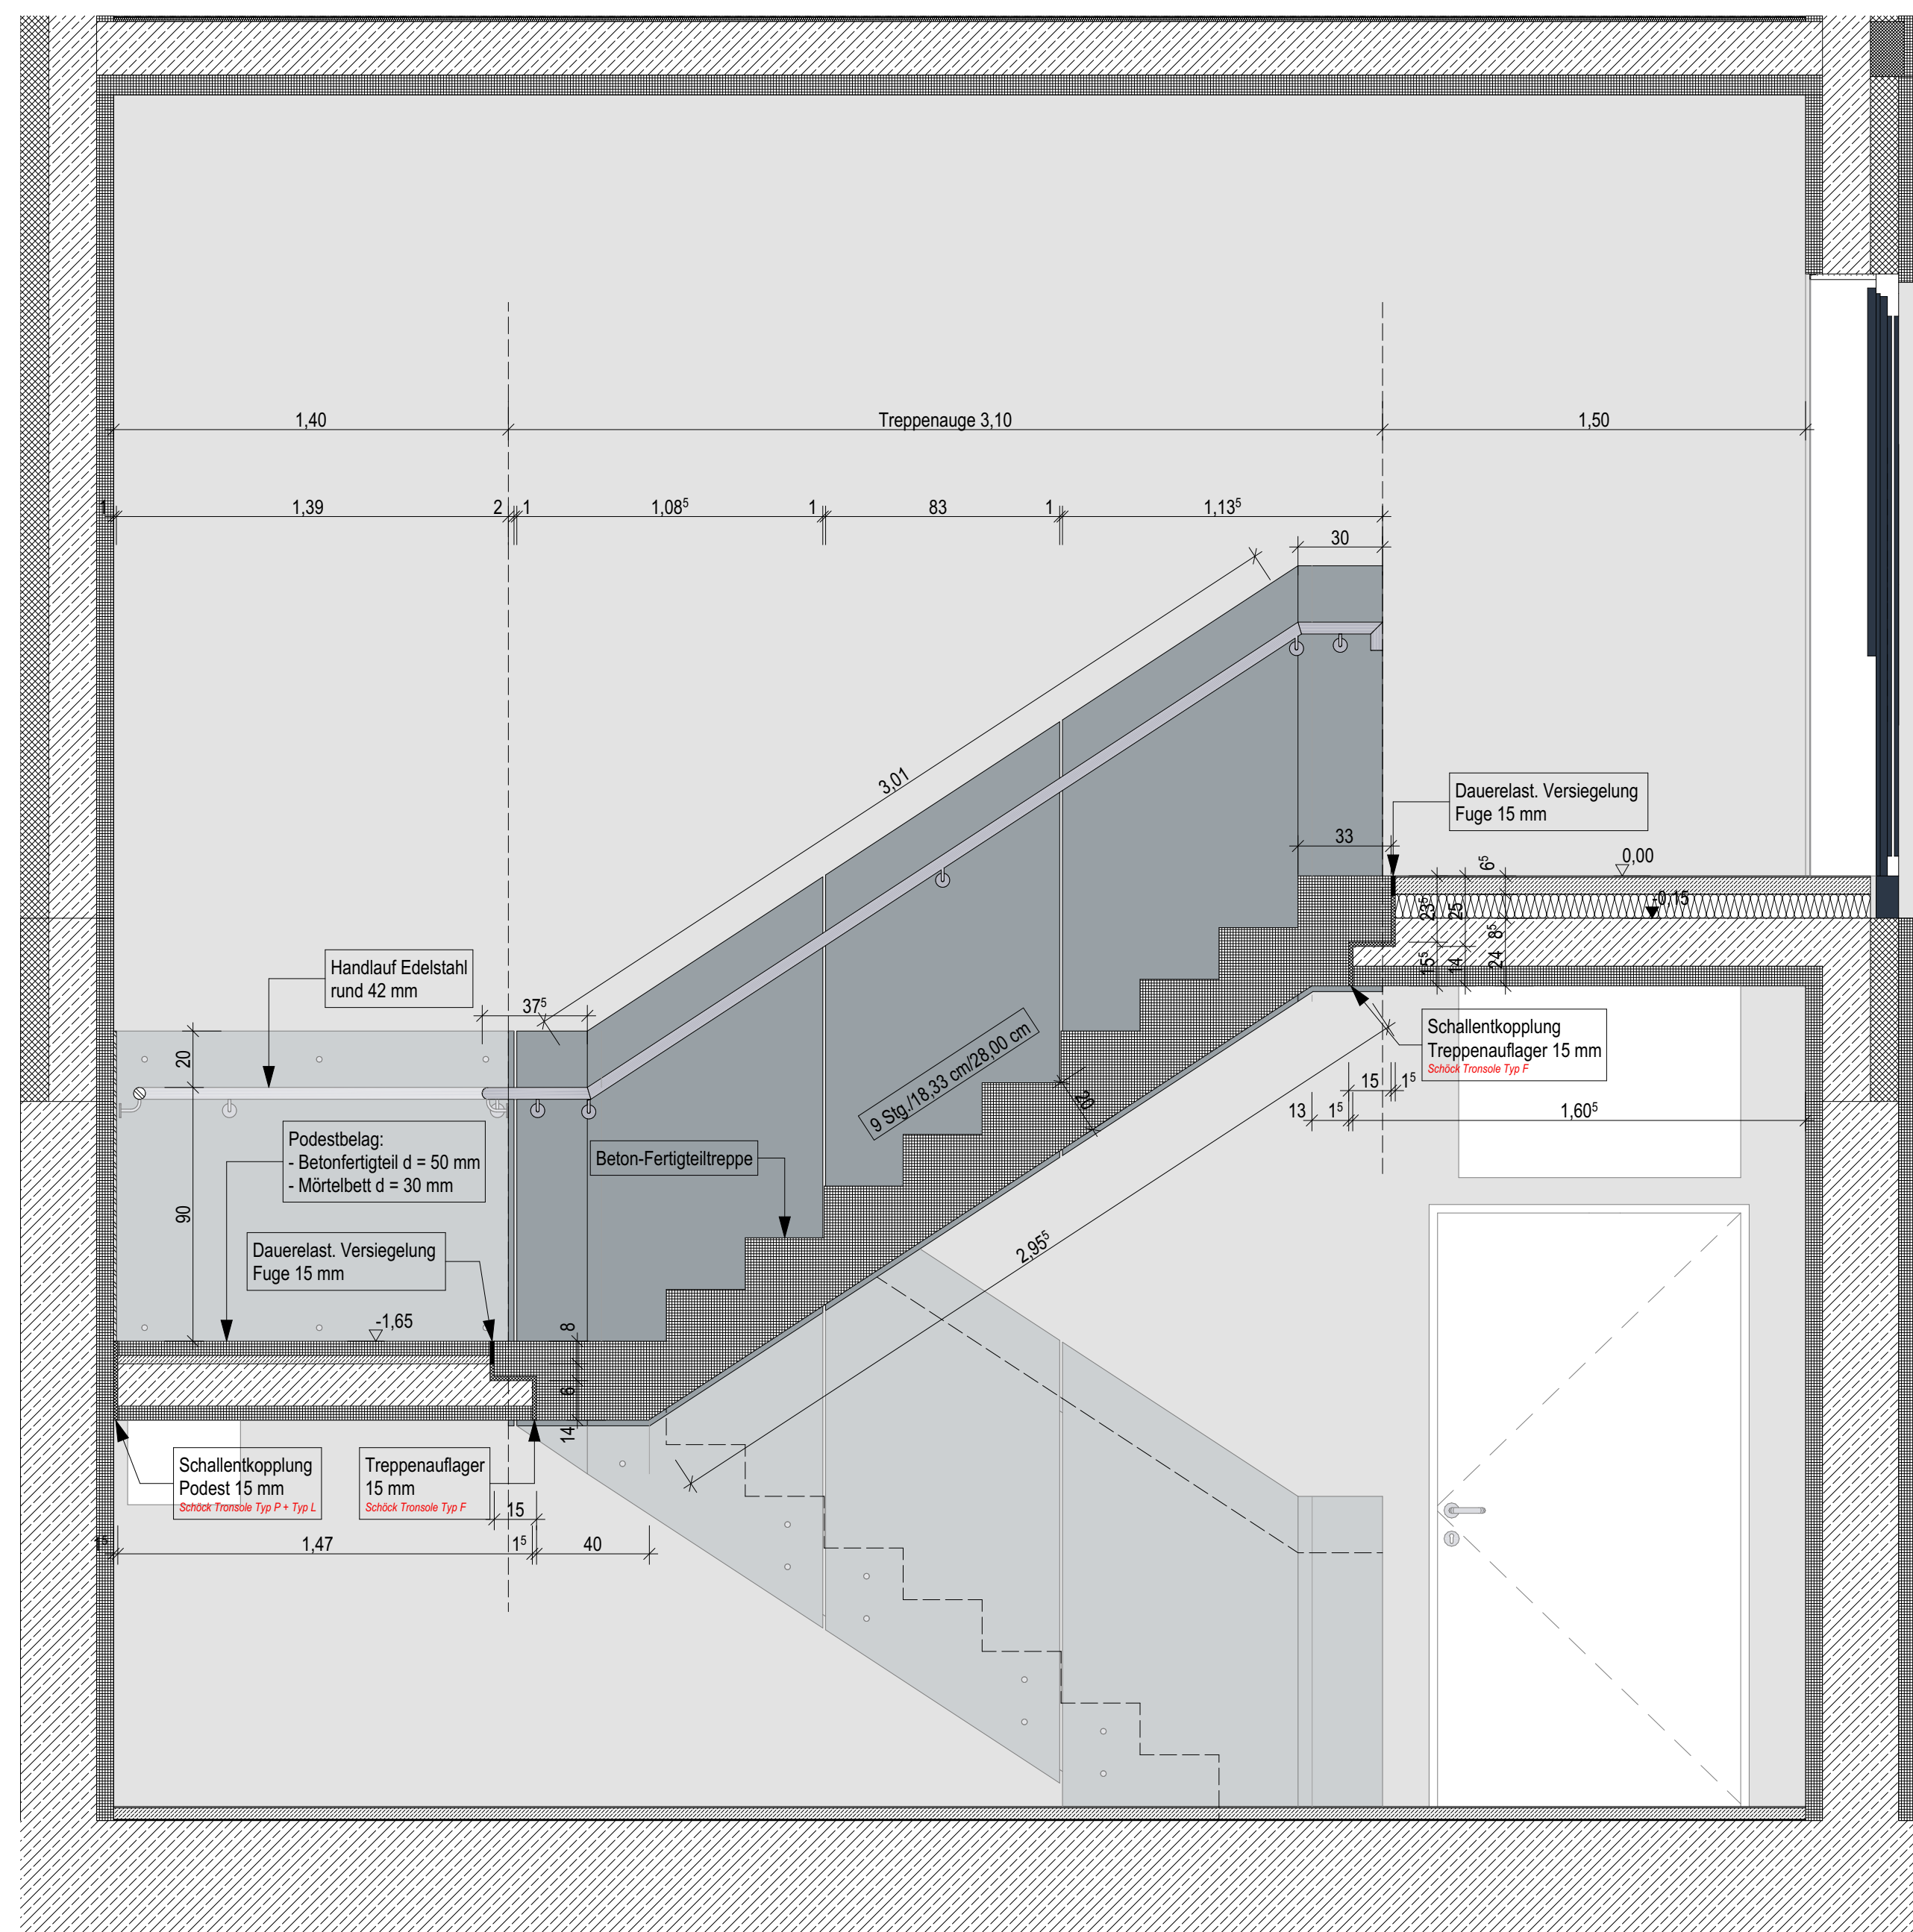 1,40
Treppenauge 3,10
1,50
1
1,39
2
1
1,08⁵
1
83
1
1,13⁵
30
3,01
Dauerelast. Versiegelung
Fuge 15 mm
33
6⁵
0,00
-0,15
23⁵
25
8⁵
15⁵
14
24
Handlauf Edelstahl
rund 42 mm
37⁵
20
9 Stg./18,33 cm/28,00 cm
20
Schallentkopplung
Treppenauflager 15 mm
Schöck Tronsole Typ F
15
1⁵
13
1⁵
1,60⁵
Podestbelag:
- Betonfertigteil d = 50 mm
- Mörtelbett d = 30 mm
Beton-Fertigteiltreppe
90
Dauerelast. Versiegelung
Fuge 15 mm
2,95⁵
-1,65
8
6
14
Schallentkopplung
Podest 15 mm
Schöck Tronsole Typ P + Typ L
Treppenauflager
15 mm
Schöck Tronsole Typ F
15
1⁵
1,47
1⁵
40